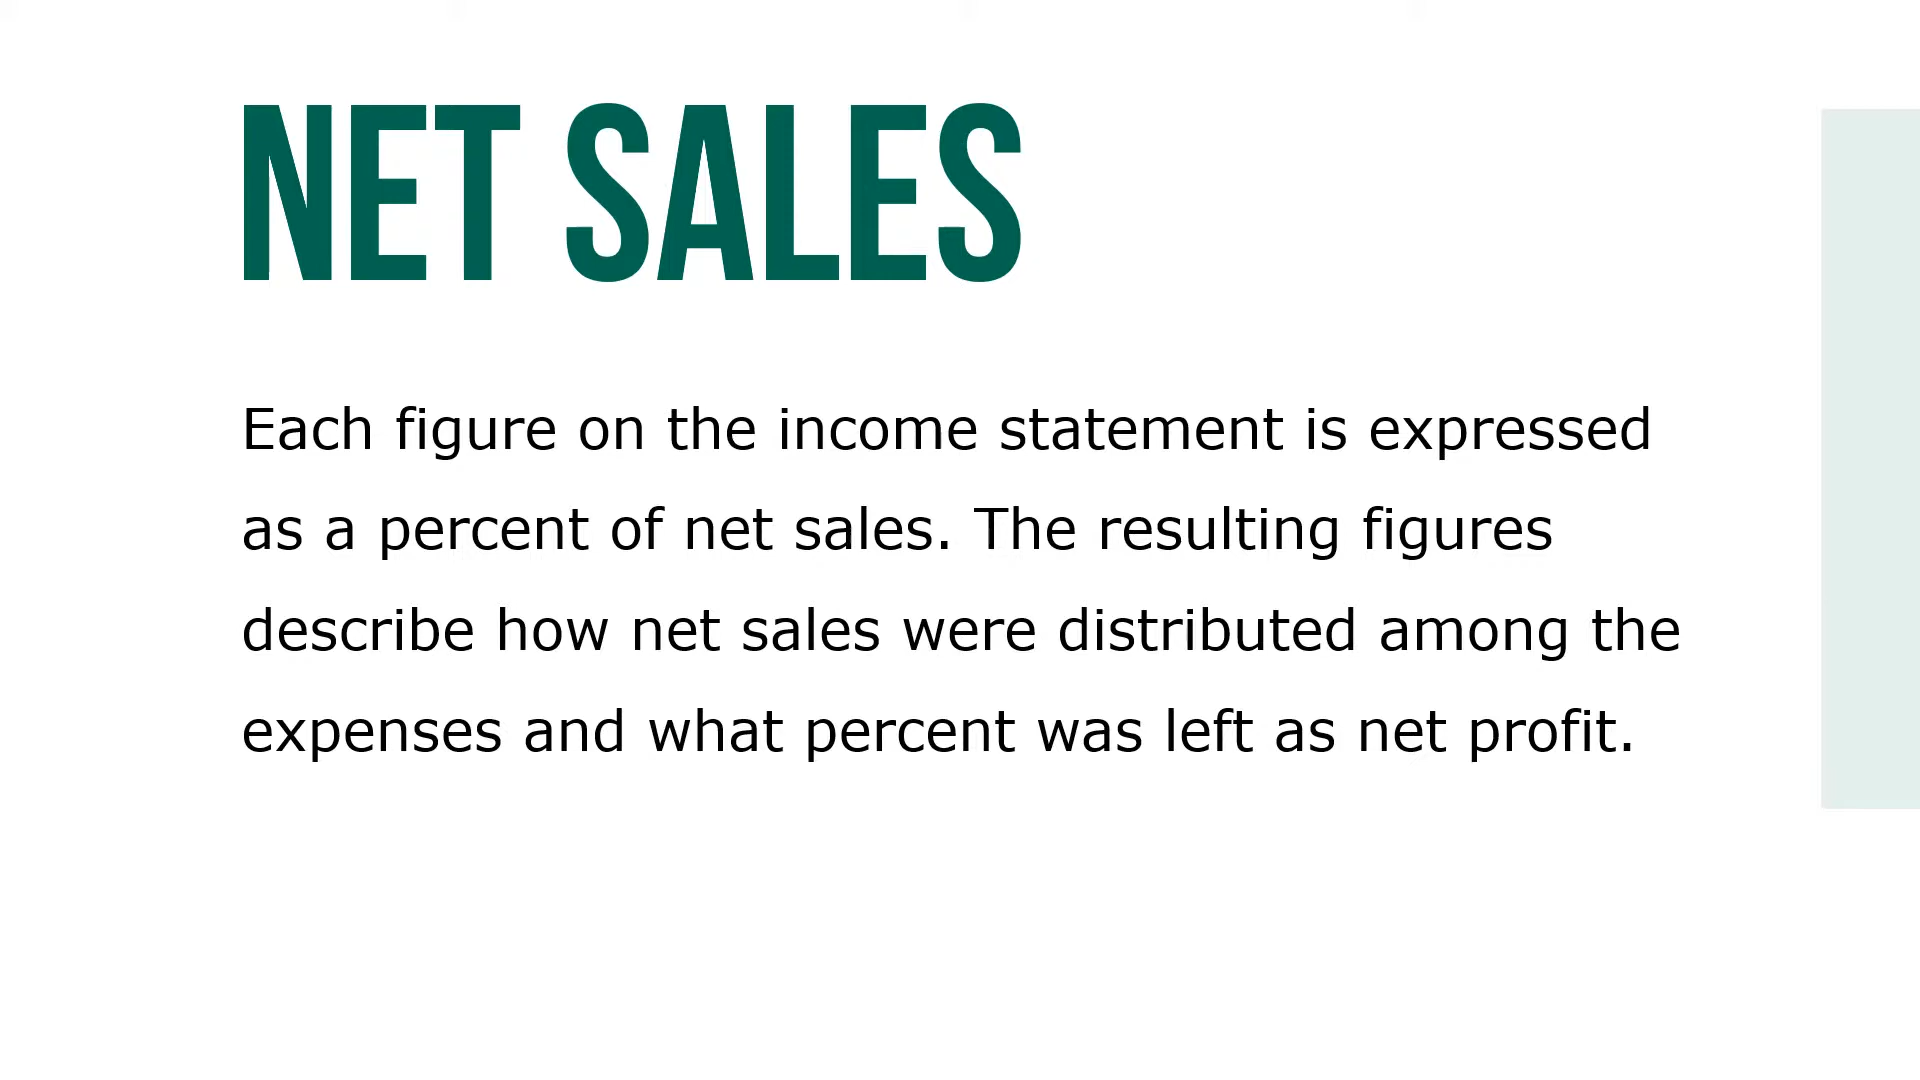 NET SALES
Each figure on the income statement is expressed
as a percent of net sales. The resulting figures
describe how net sales were distributed among the
expenses and what percent was left as net profit.